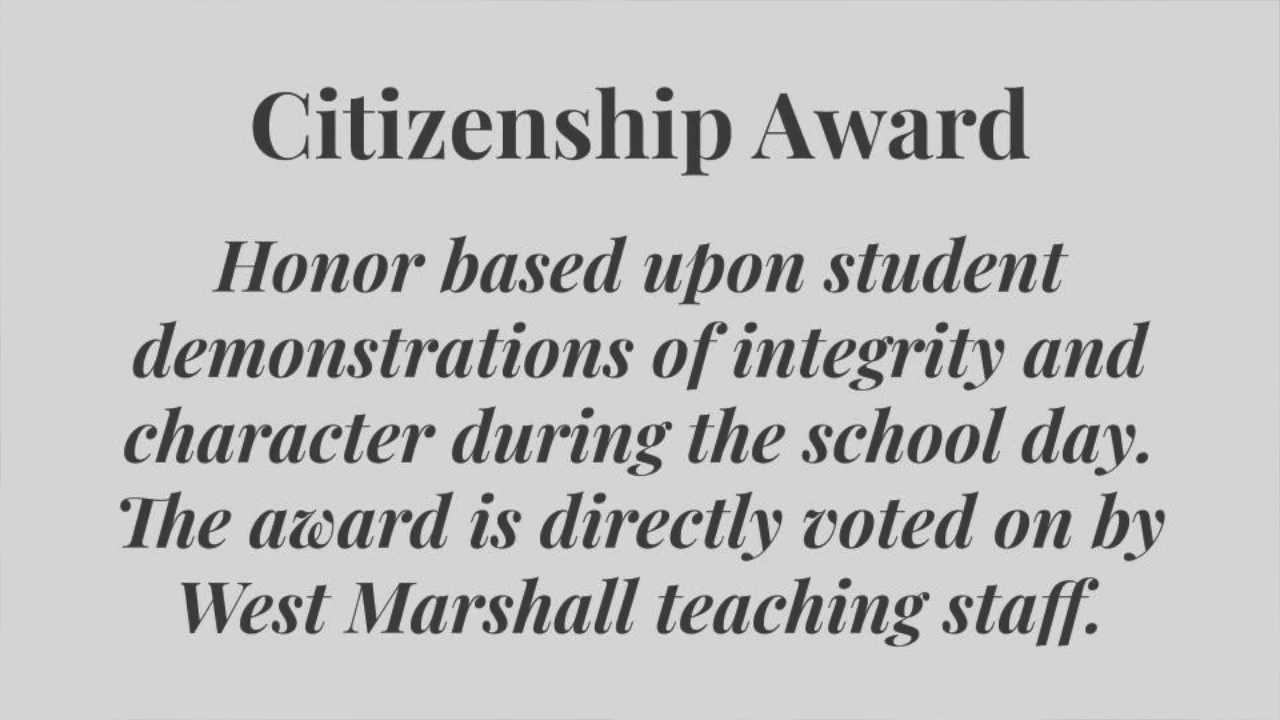 Citizenship Award
Honor based upon student
demonstrations of integrity and
character during the school day.
The award is directly voted on by
West Marshall teaching staff.